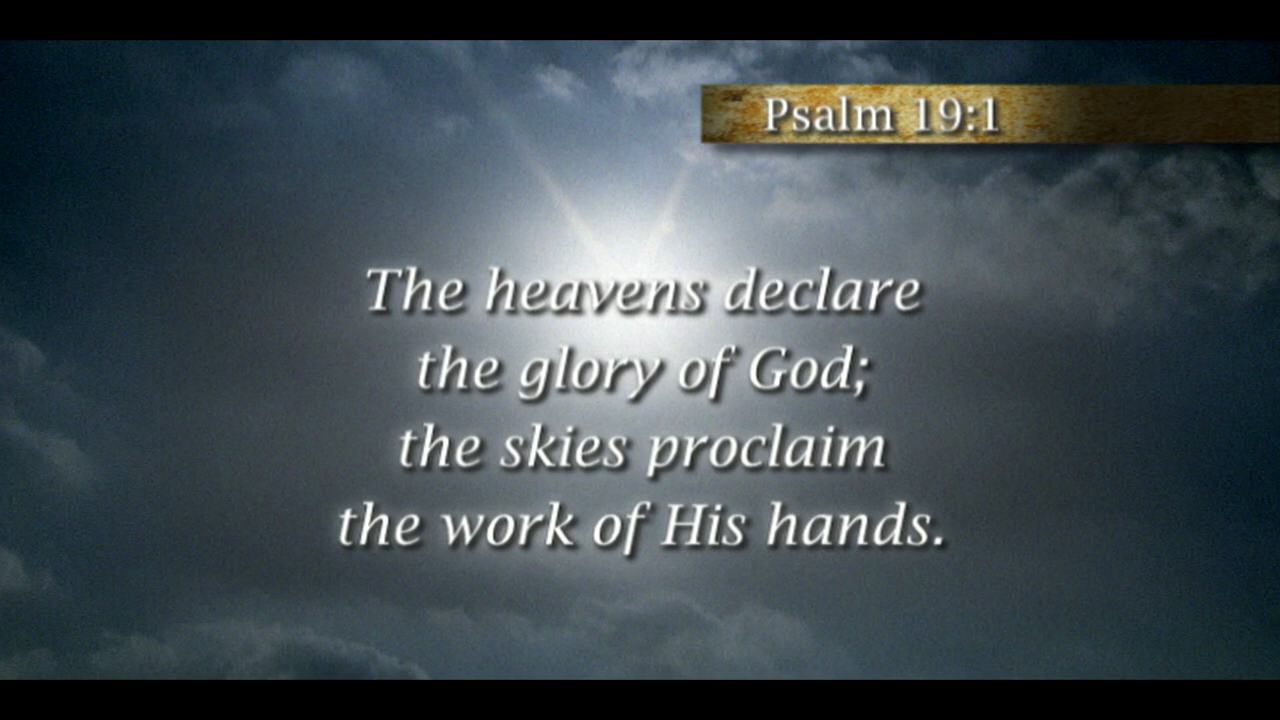 Psalm 19:1
The heavens declare
the glory of God;
the skies proclaim
the work of His hands.